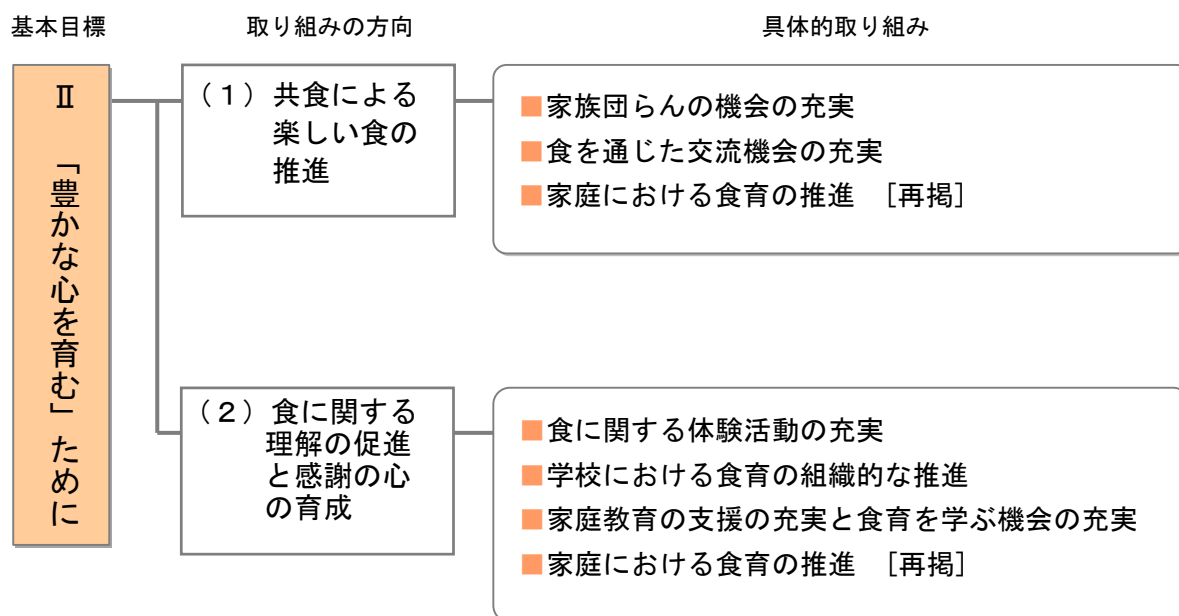 基本目標
取り組みの方向
具体的取り組み
Ⅱ 「豊かな心を育む」ために
（１）共食による
楽しい食の
推進
■家族団らんの機会の充実
■食を通じた交流機会の充実
■家庭における食育の推進 ［再掲］
（２）食に関する
理解の促進
と感謝の心
の育成
■食に関する体験活動の充実
■学校における食育の組織的な推進
■家庭教育の支援の充実と食育を学ぶ機会の充実
■家庭における食育の推進 ［再掲］